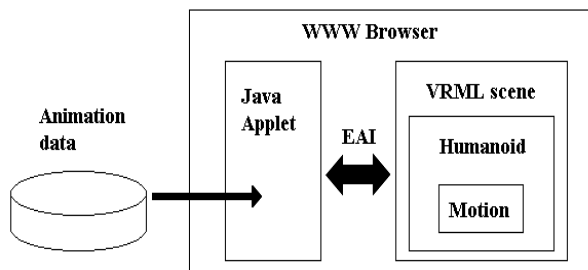 WWW Browser
Animation
data
Java
Applet
EAI
VRML scene
Humanoid
Motion